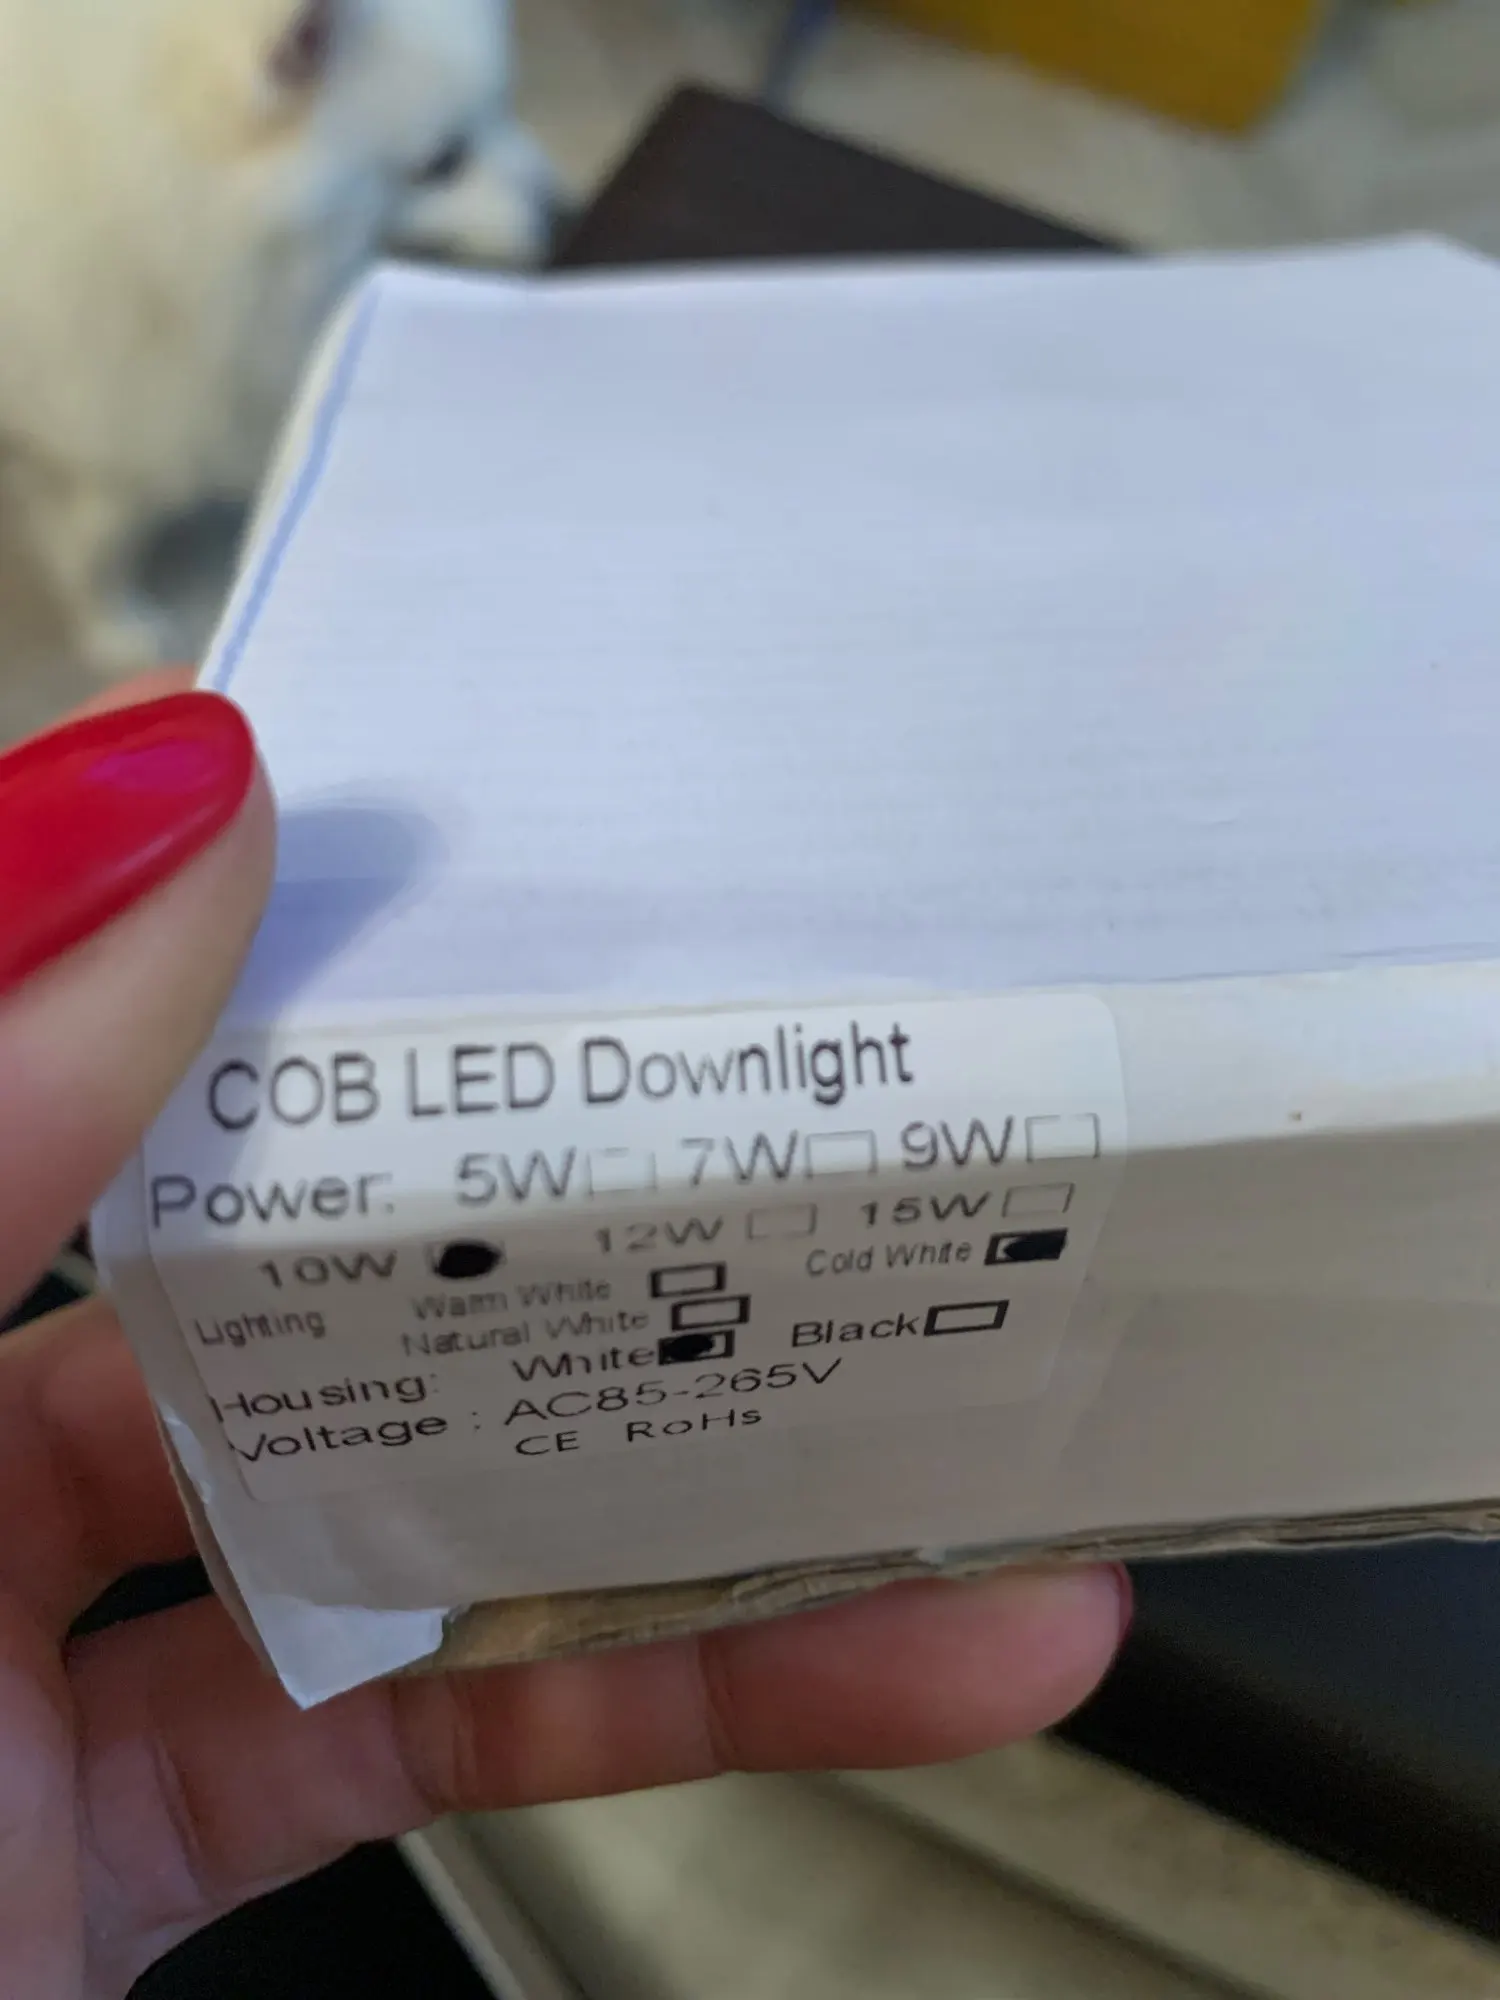 COB LED Downlight
Power: 5W 7W 9W
10W 12W 15W
Lighting Warm White Cold White
Natural White
Housing: White Black
Voltage : AC85-265V
CE RoHs